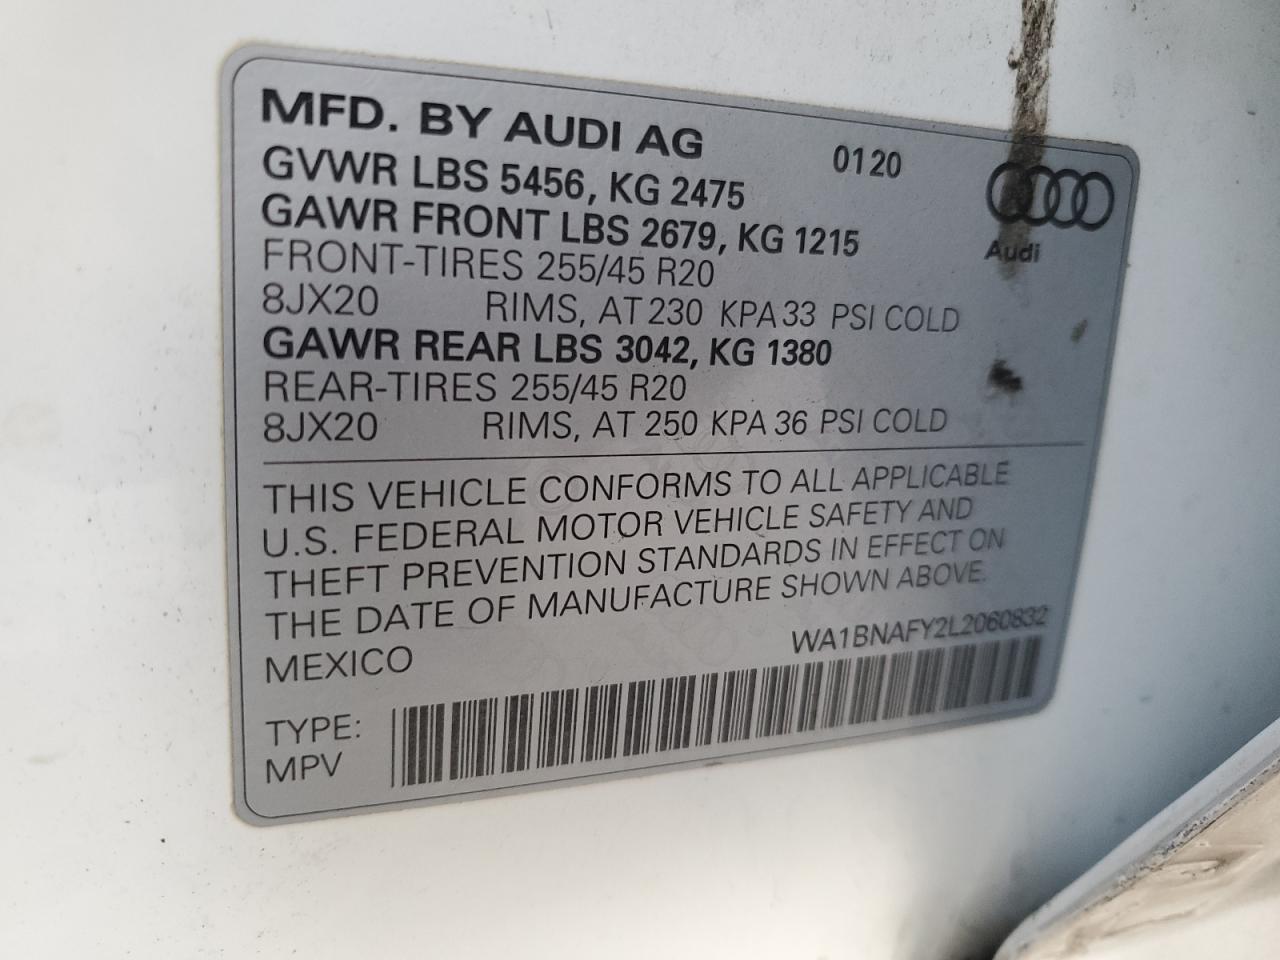 MFD. BY AUDI AG 0120
GVWR LBS 5456, KG 2475
GAWR FRONT LBS 2679, KG 1215
Audi
FRONT-TIRES 255/45 R20
8JX20 RIMS, AT 230 KPA 33 PSI COLD
GAWR REAR LBS 3042, KG 1380
REAR-TIRES 255/45 R20
8JX20 RIMS, AT 250 KPA 36 PSI COLD
THIS VEHICLE CONFORMS TO ALL APPLICABLE
U.S. FEDERAL MOTOR VEHICLE SAFETY AND
THEFT PREVENTION STANDARDS IN EFFECT ON
THE DATE OF MANUFACTURE SHOWN ABOVE.
MEXICO WA1BNAFY2L2060832
TYPE:
MPV